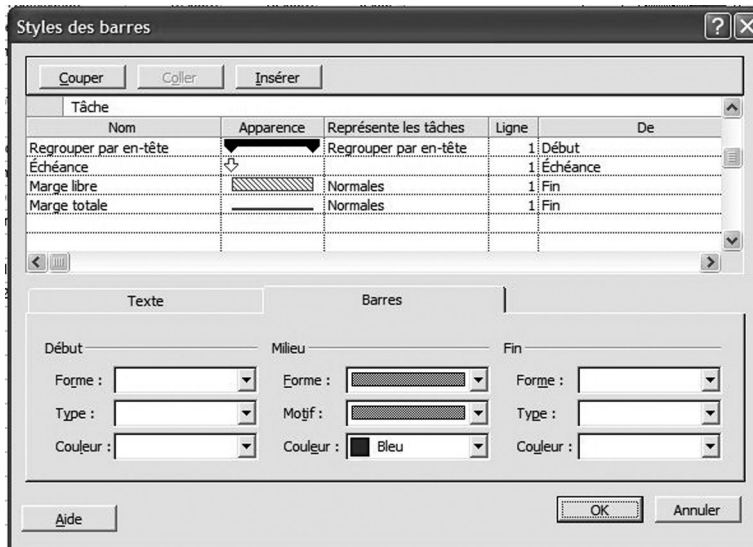 Styles des barres
Couper Coller Insérer
Tâche
Nom Apparence Représente les tâches Ligne De
Regrouper par en-tête Regrouper par en-tête 1 Début
Échéance 1 Échéance
Marge libre Normales 1 Fin
Marge totale Normales 1 Fin
Texte Barres
Début Milieu Fin
Forme : Forme : Forme :
Type : Motif : Type :
Couleur : Couleur : Bleu Couleur :
Aide OK Annuler